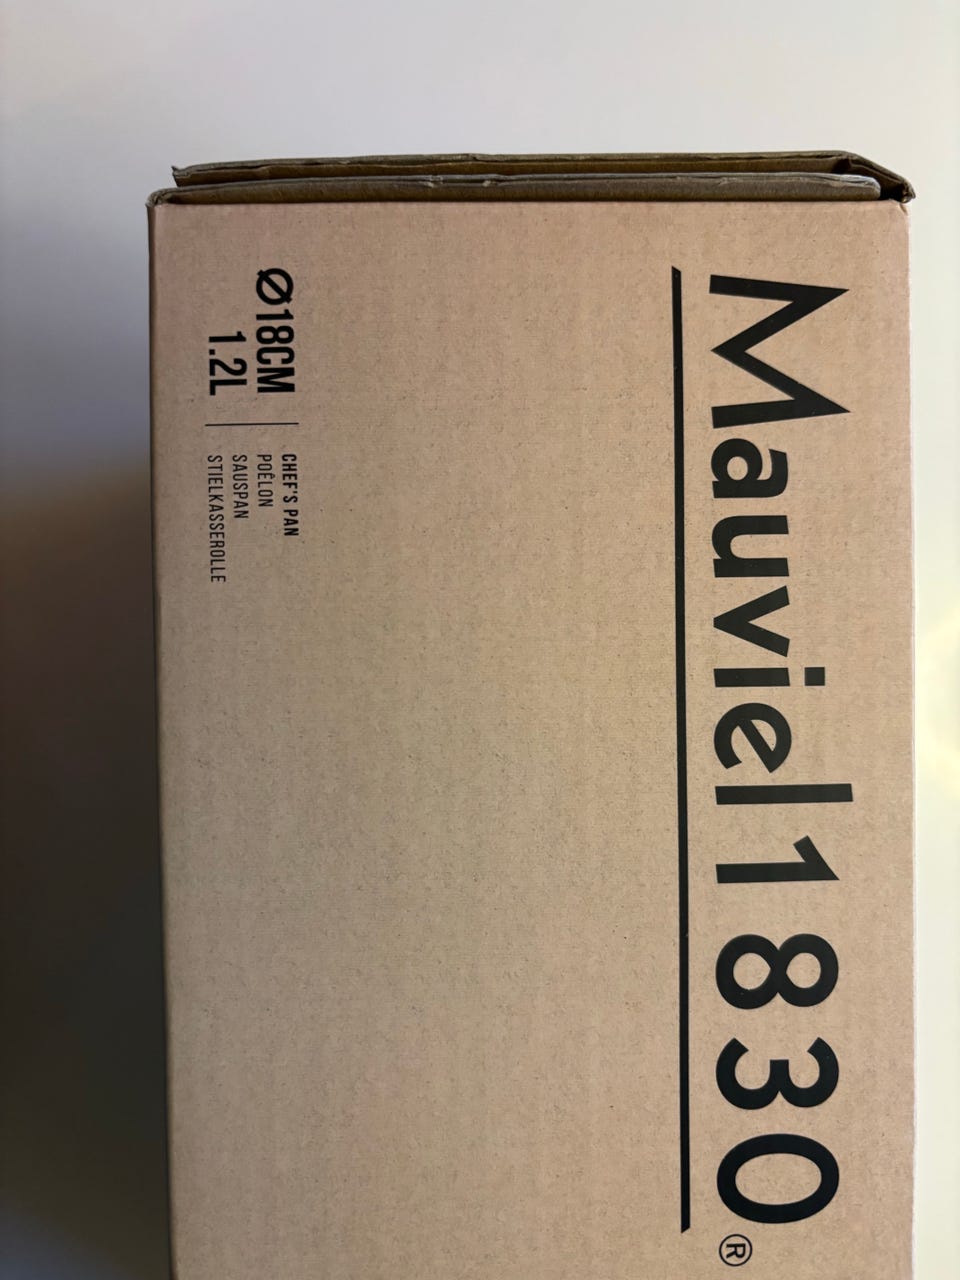 Mauviel1830®
Ø18CM
1.2L
CHEF'S PAN
POÊLON
SAUSPAN
STIELKASSEROLLE